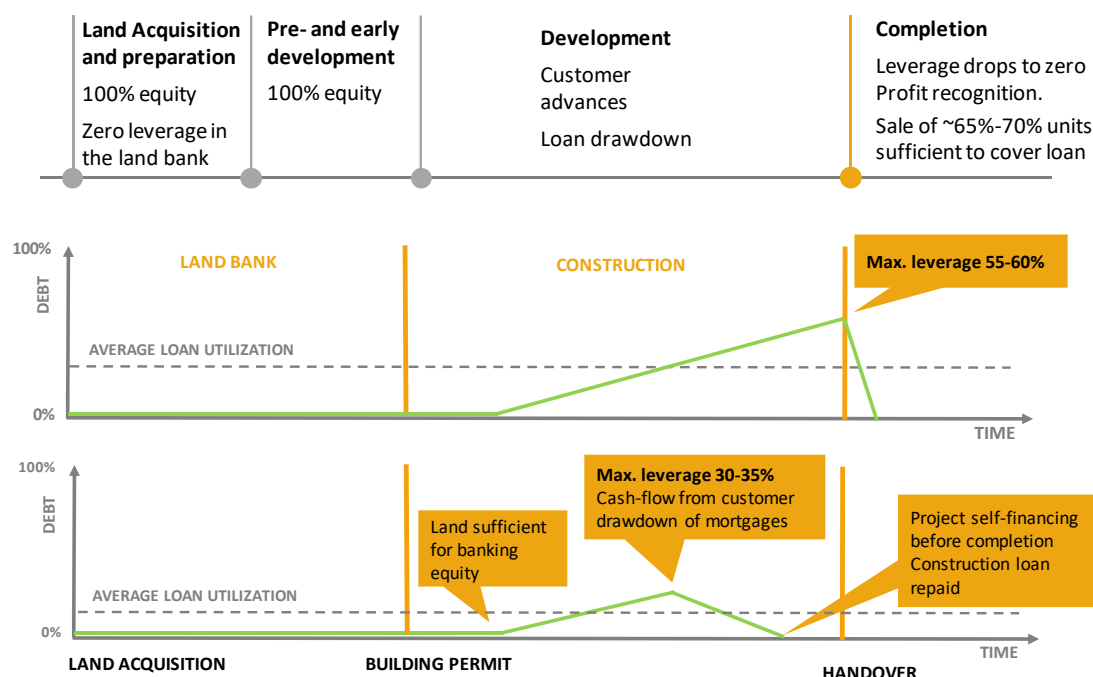 Land Acquisition
and preparation
100% equity
Zero leverage in
the land bank
Pre- and early
development
100% equity
Development
Customer
advances
Loan drawdown
Completion
Leverage drops to zero
Profit recognition.
Sale of ~65%-70% units
sufficient to cover loan
100%
DEBT
LAND BANK
CONSTRUCTION
Max. leverage 55-60%
AVERAGE LOAN UTILIZATION
0%
TIME
100%
DEBT
Land sufficient
for banking
equity
Max. leverage 30-35%
Cash-flow from customer
drawdown of mortgages
Project self-financing
before completion
Construction loan
repaid
AVERAGE LOAN UTILIZATION
0%
TIME
LAND ACQUISITION
BUILDING PERMIT
HANDOVER